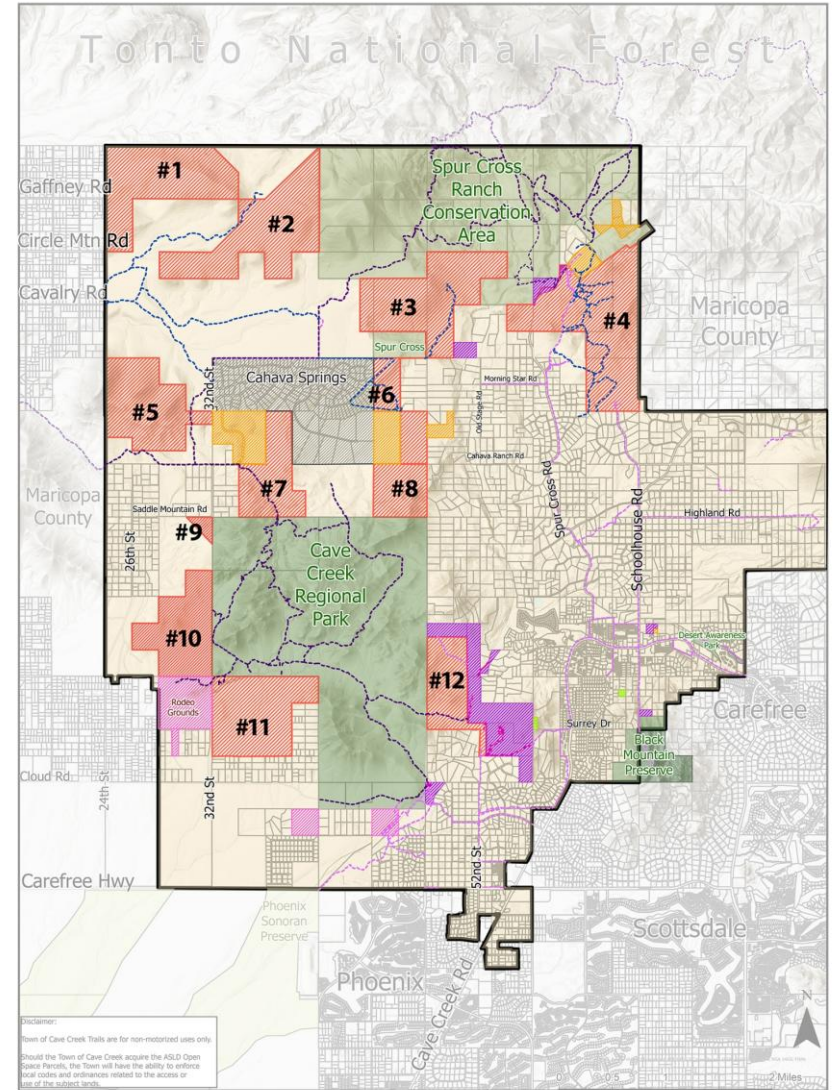 Tonto National Forest
#1
Gaffney Rd
Spur Cross
Ranch
Conservation
Area
#2
Circle Mtn Rd
Cavalry Rd
#3
#4
Maricopa
County
Spur Cross
32nd St
Cahava Springs
#6
Morning Star Rd
#5
Old Stage Rd
Cahava Ranch Rd
Maricopa
County
#7
#8
Spur Cross Rd
Schoolhouse Rd
Saddle Mountain Rd
Highland Rd
26th St
#9
Cave
Creek
Regional
Park
#10
Desert Awareness
Park
#12
Rodeo
Grounds
#11
Surrey Dr
Carefree
Black
Mountain
Preserve
Cloud Rd
24th St
32nd St
52nd St
Carefree Hwy
Phoenix
Sonoran
Preserve
Scottsdale
Phoenix
Cave Creek Rd
N
Disclaimer:
Town of Cave Creek Trails are for non-motorized uses only.
Should the Town of Cave Creek acquire the ASLD Open
Space Parcels, the Town will have the ability to enforce
local codes and ordinances related to the access or
use of the subject lands.
0 0.5 1 2 Miles